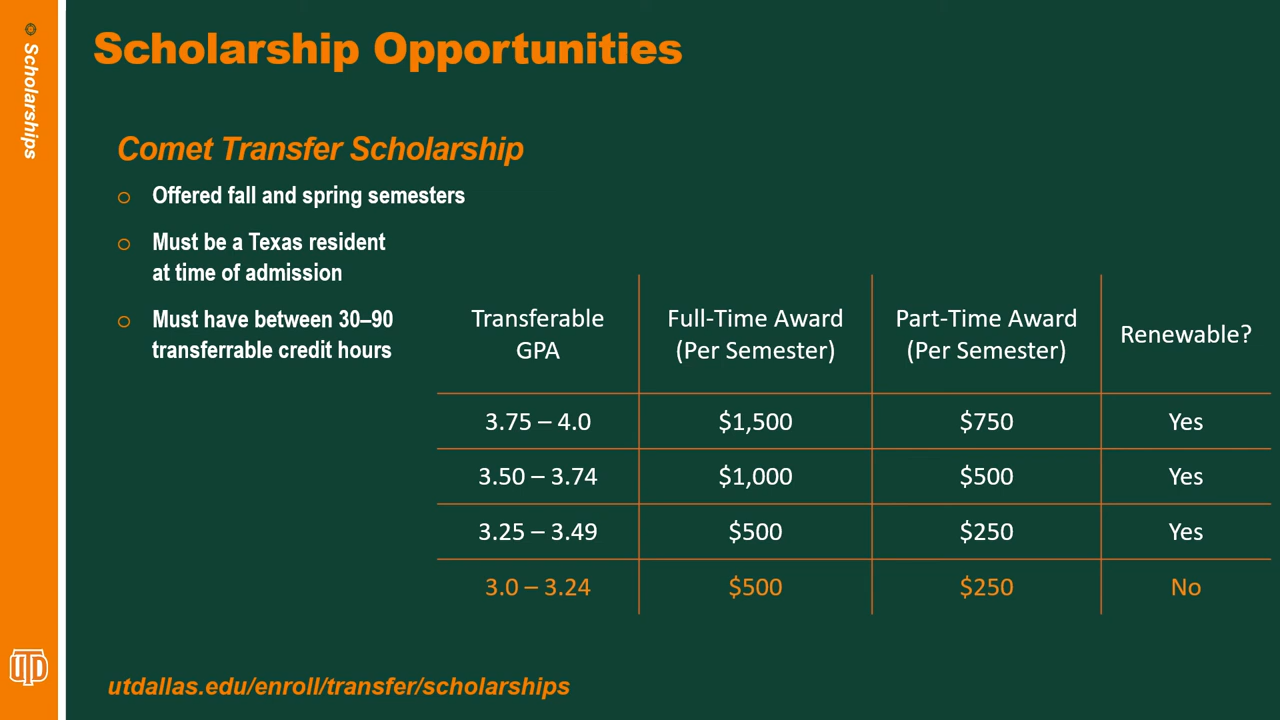 Scholarships
Scholarship Opportunities
Comet Transfer Scholarship
Offered fall and spring semesters
Must be a Texas resident
at time of admission
Must have between 30–90
transferrable credit hours
Transferable GPA | Full-Time Award (Per Semester) | Part-Time Award (Per Semester) | Renewable?
3.75 – 4.0 | $1,500 | $750 | Yes
3.50 – 3.74 | $1,000 | $500 | Yes
3.25 – 3.49 | $500 | $250 | Yes
3.0 – 3.24 | $500 | $250 | No
UTD
utdallas.edu/enroll/transfer/scholarships